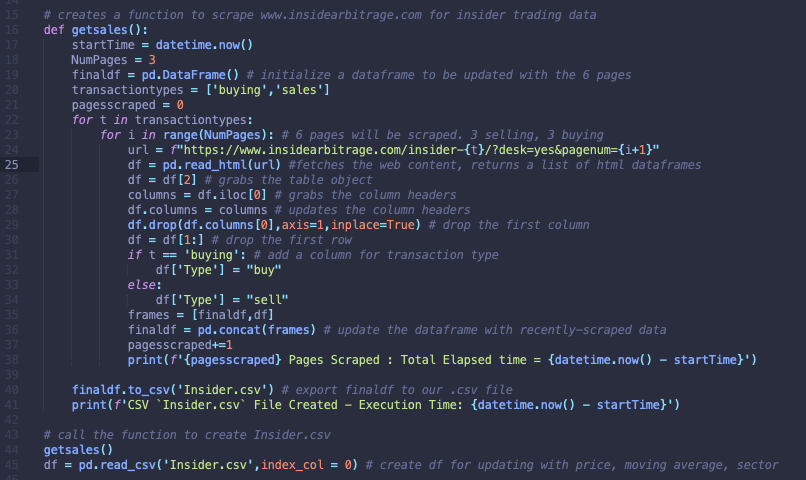 14
15 # creates a function to scrape www.insidearbitrage.com for insider trading data
16 def getsales():
17     startTime = datetime.now()
18     NumPages = 3
19     finaldf = pd.DataFrame() # initialize a dataframe to be updated with the 6 pages
20     transactiontypes = ['buying','sales']
21     pagesscraped = 0
22     for t in transactiontypes:
23         for i in range(NumPages): # 6 pages will be scraped. 3 selling, 3 buying
24             url = f"https://www.insidearbitrage.com/insider-{t}/?desk=yes&pagenum={i+1}"
25             df = pd.read_html(url) #fetches the web content, returns a list of html dataframes
26             df = df[2] # grabs the table object
27             columns = df.iloc[0] # grabs the column headers
28             df.columns = columns # updates the column headers
29             df.drop(df.columns[0],axis=1,inplace=True) # drop the first column
30             df = df[1:] # drop the first row
31             if t == 'buying': # add a column for transaction type
32                 df['Type'] = "buy"
33             else:
34                 df['Type'] = "sell"
35             frames = [finaldf,df]
36             finaldf = pd.concat(frames) # update the dataframe with recently-scraped data
37             pagesscraped+=1
38             print(f'{pagesscraped} Pages Scraped : Total Elapsed time = {datetime.now() - startTime}')
39
40     finaldf.to_csv('Insider.csv') # export finaldf to our .csv file
41     print(f'CSV `Insider.csv` File Created - Execution Time: {datetime.now() - startTime}')
42
43 # call the function to create Insider.csv
44 getsales()
45 df = pd.read_csv('Insider.csv',index_col = 0) # create df for updating with price, moving average, sector
46